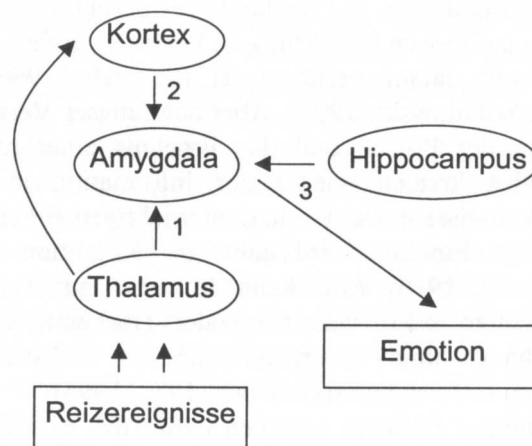 Kortex
2
Amygdala
Hippocampus
3
1
Thalamus
Emotion
Reizereignisse